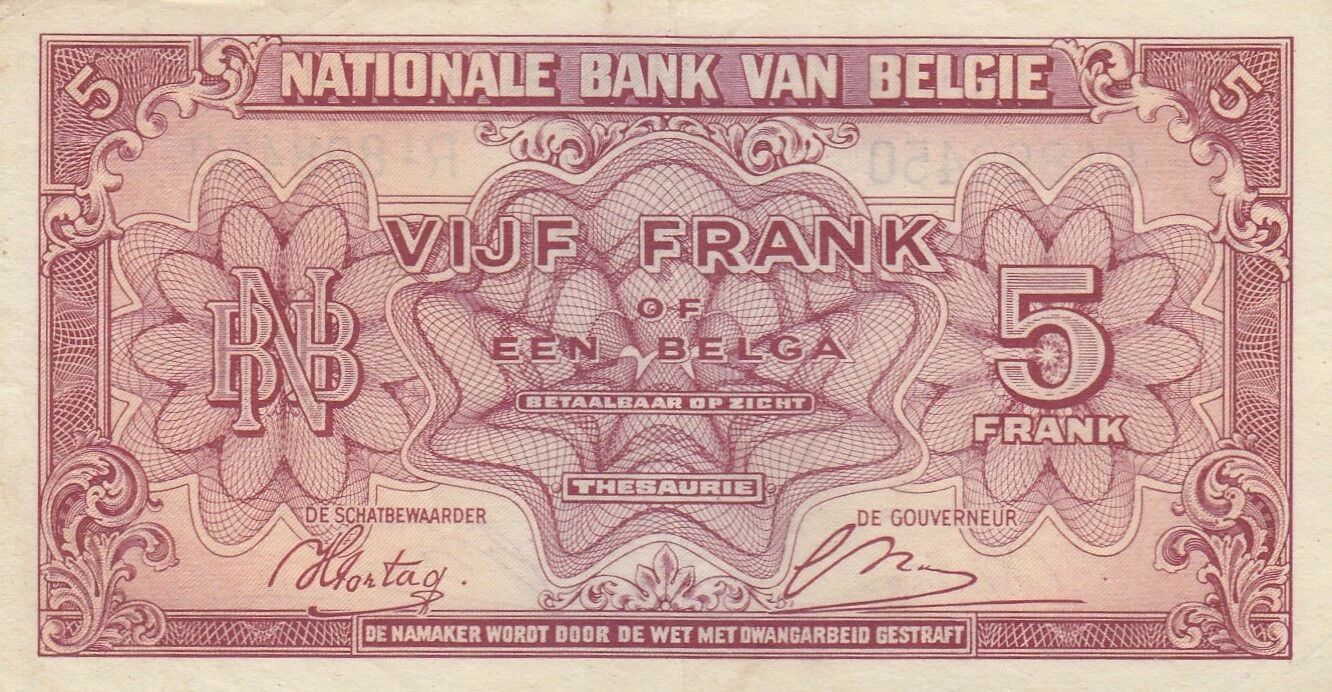 5
NATIONALE BANK VAN BELGIE
5
VIJF FRANK
OF
EEN BELGA
BETAALBAAR OP ZICHT
THESAURIE
NBB
5
FRANK
DE SCHATBEWAARDER
DE GOUVERNEUR
DE NAMAKER WORDT DOOR DE WET MET DWANGARBEID GESTRAFT